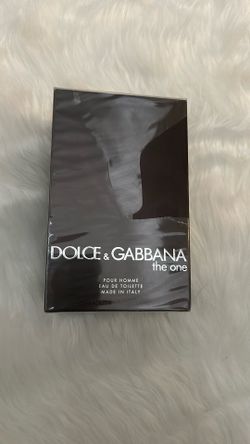 DOLCE & GABBANA
the one
POUR HOMME
EAU DE TOILETTE
MADE IN ITALY